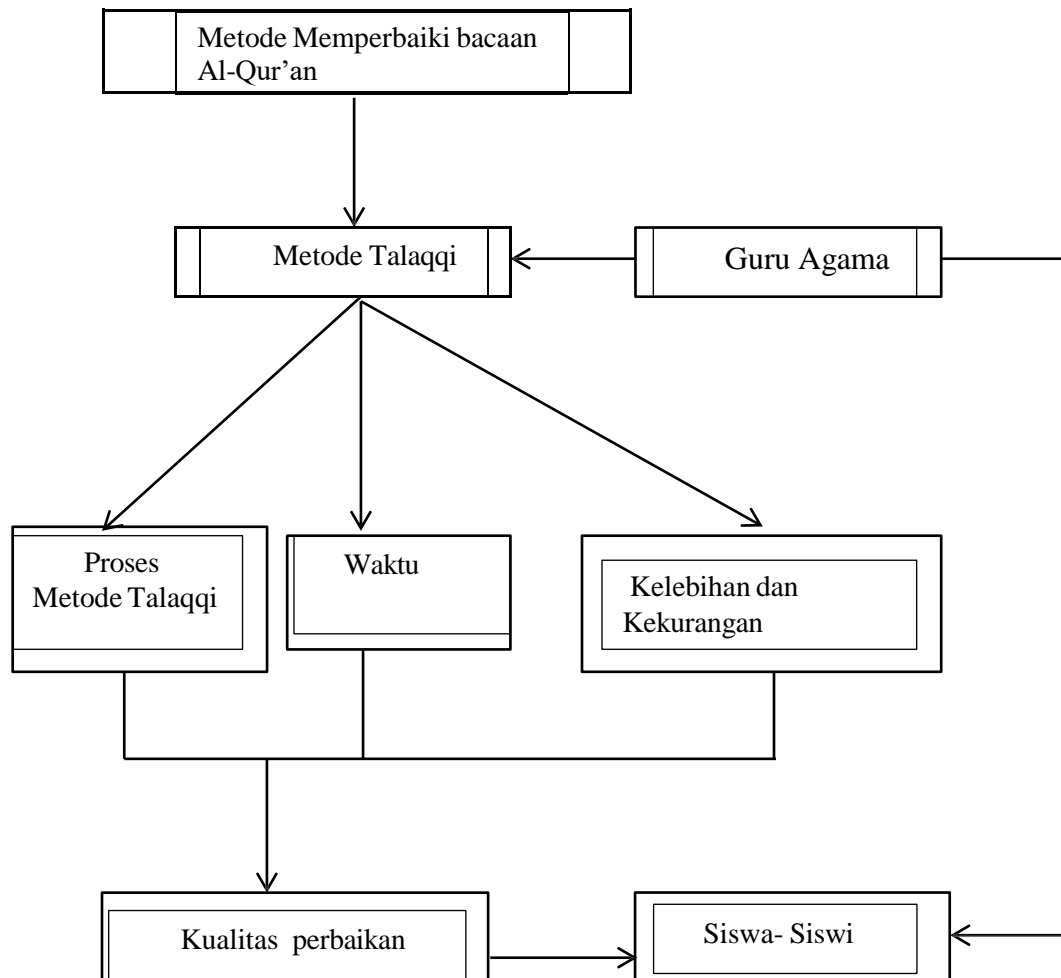 Metode Memperbaiki bacaan
Al-Qur’an
Metode Talaqqi
Guru Agama
Proses
Metode Talaqqi
Waktu
Kelebihan dan
Kekurangan
Kualitas perbaikan
Siswa- Siswi